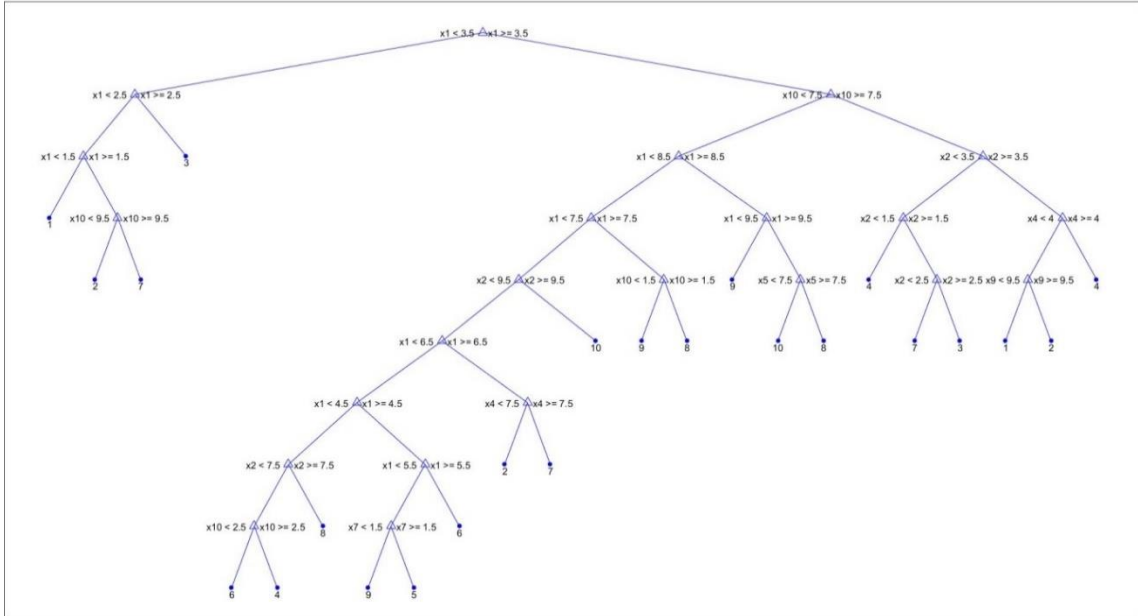 x1 < 3.5 x1 >= 3.5
x1 < 2.5 x1 >= 2.5
x10 < 7.5 x10 >= 7.5
x1 < 1.5 x1 >= 1.5
3
x1 < 8.5 x1 >= 8.5
x2 < 3.5 x2 >= 3.5
1
x10 < 9.5 x10 >= 9.5
x1 < 7.5 x1 >= 7.5
x1 < 9.5 x1 >= 9.5
x2 < 1.5 x2 >= 1.5
x4 < 4 x4 >= 4
2
7
x2 < 9.5 x2 >= 9.5
x10 < 1.5 x10 >= 1.5
9
x5 < 7.5 x5 >= 7.5
4
x2 < 2.5 x2 >= 2.5
x9 < 9.5 x9 >= 9.5
4
x1 < 6.5 x1 >= 6.5
10
9
8
10
8
7
3
1
2
x1 < 4.5 x1 >= 4.5
x4 < 7.5 x4 >= 7.5
x2 < 7.5 x2 >= 7.5
x1 < 5.5 x1 >= 5.5
2
7
x10 < 2.5 x10 >= 2.5
8
x7 < 1.5 x7 >= 1.5
6
6
4
9
5